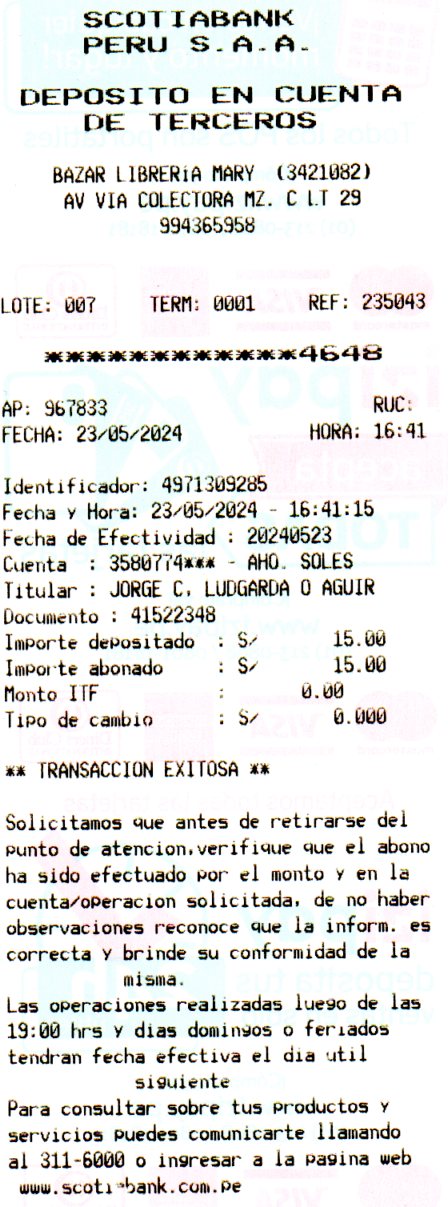 SCOTIABANK
PERU S.A.A.
DEPOSITO EN CUENTA
DE TERCEROS
BAZAR LIBRERIA MARY (3421082)
AV VIA COLECTORA MZ. C LT 29
994365958
LOTE: 007 TERM: 0001 REF: 235043
************4648
AP: 967833 RUC:
FECHA: 23/05/2024 HORA: 16:41
Identificador: 4971309285
Fecha y Hora: 23/05/2024 - 16:41:15
Fecha de Efectividad : 20240523
Cuenta : 3580774*** - AHO. SOLES
Titular : JORGE C, LUDGARDA O AGUIR
Documento : 41522348
Importe depositado : S/ 15.00
Importe abonado : S/ 15.00
Monto ITF : 0.00
Tipo de cambio : S/ 0.000
** TRANSACCION EXITOSA **
Solicitamos que antes de retirarse del
punto de atencion,verifique que el abono
ha sido efectuado por el monto y en la
cuenta/operacion solicitada, de no haber
observaciones reconoce que la inform. es
correcta y brinde su conformidad de la
misma.
Las operaciones realizadas luego de las
19:00 hrs y dias domingos o feriados
tendran fecha efectiva el dia util
siguiente
Para consultar sobre tus productos y
servicios puedes comunicarte llamando
al 311-6000 o ingresar a la pagina web
www.scotiabank.com.pe